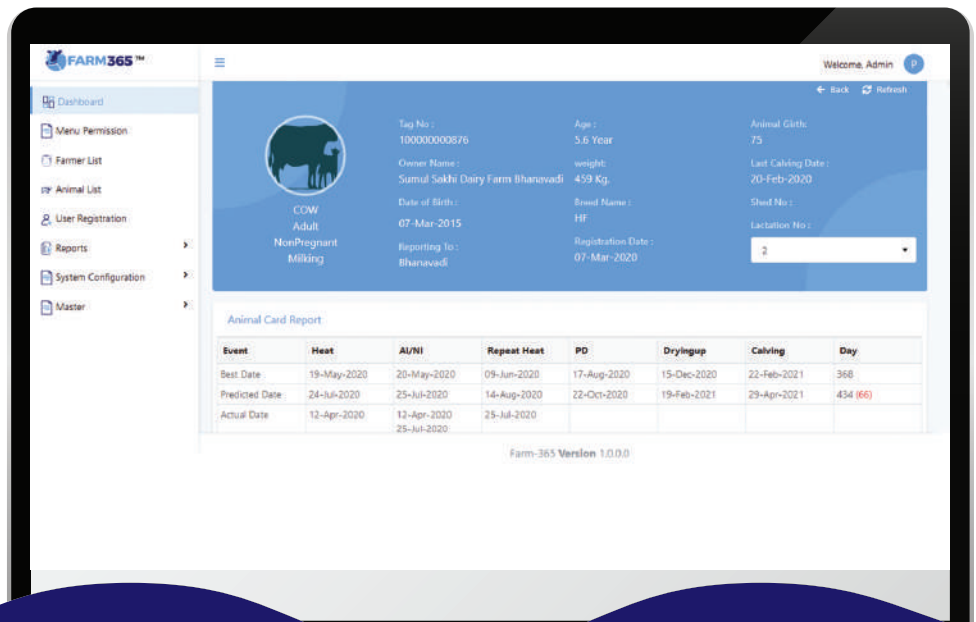 FARM365™
Welcome, Admin P
Dashboard
Menu Permission
Farmer List
Animal List
User Registration
Reports
System Configuration
Master
Back Refresh
COW
Adult
NonPregnant
Milking
Tag No :
100000000876
Owner Name :
Sumul Sakhi Dairy Farm Bhanavadi
Date of Birth :
07-Mar-2015
Reporting To :
Bhanavadi
Age :
5.6 Year
weight:
459 Kg.
Breed Name :
HF
Registration Date :
07-Mar-2020
Animal Girth:
75
Last Calving Date :
20-Feb-2020
Shed No :
Lactation No :
2
Animal Card Report
Event Heat AI/NI Repeat Heat PD Dryingup Calving Day
Best Date 19-May-2020 20-May-2020 09-Jun-2020 17-Aug-2020 15-Dec-2020 22-Feb-2021 368
Predicted Date 24-Jul-2020 25-Jul-2020 14-Aug-2020 22-Oct-2020 19-Feb-2021 29-Apr-2021 434 (66)
Actual Date 12-Apr-2020 12-Apr-2020 25-Jul-2020
25-Jul-2020
Farm-365 Version 1.0.0.0